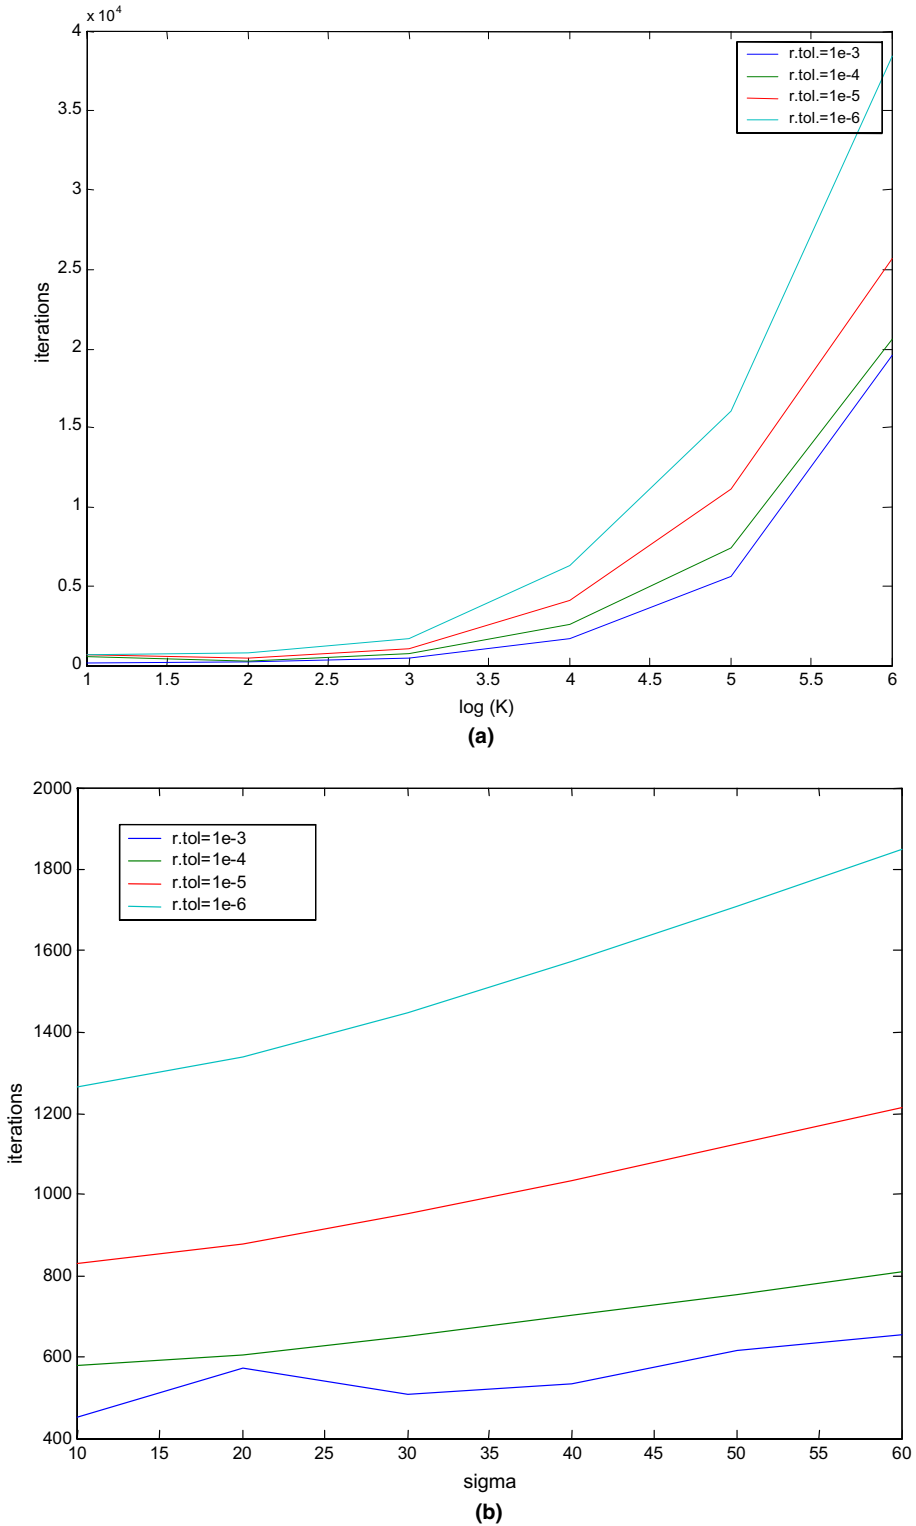 x 10^4
4
3.5
3
2.5
2
1.5
1
0.5
0
iterions
r.tol.=1e-3
r.tol.=1e-4
r.tol.=1e-5
r.tol.=1e-6
1 1.5 2 2.5 3 3.5 4 4.5 5 5.5 6
log (K)
(a)
2000
1800
1600
1400
1200
1000
800
600
400
iterions
r.tol=1e-3
r.tol=1e-4
r.tol=1e-5
r.tol=1e-6
10 15 20 25 30 35 40 45 50 55 60
sigma
(b)